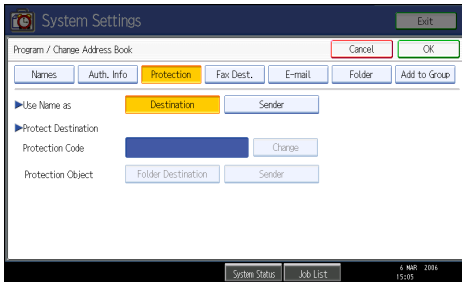 System Settings Exit
Program / Change Address Book Cancel OK
Names Auth. Info Protection Fax Dest. E-mail Folder Add to Group
▶Use Name as Destination Sender
▶Protect Destination
Protection Code Change
Protection Object Folder Destination Sender
System Status Job List 6 MAR 2006
15:05